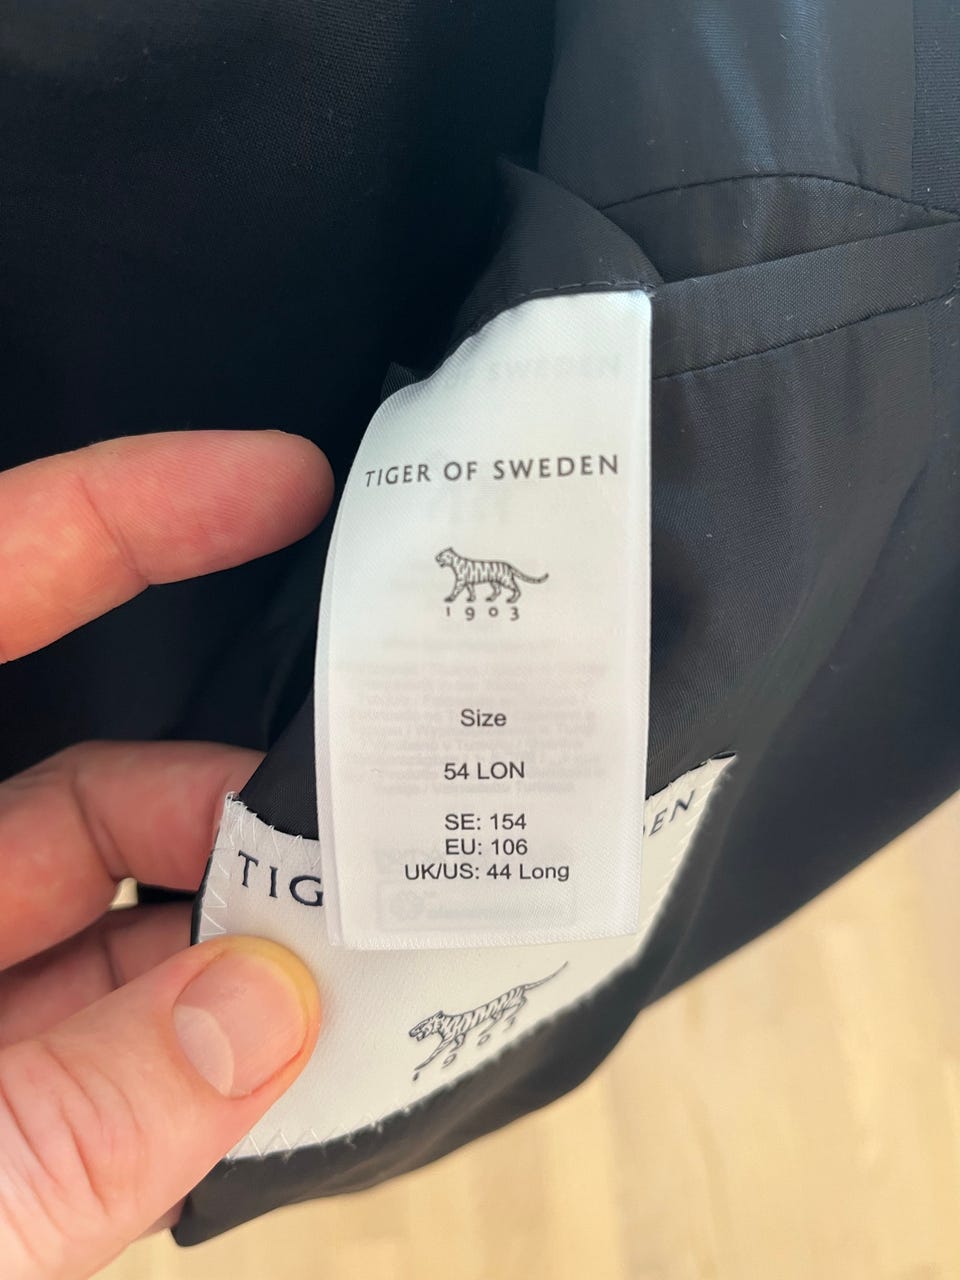 TIGER OF SWEDEN
1903
Size
54 LON
SE: 154
EU: 106
UK/US: 44 Long
TIG
EN
1903